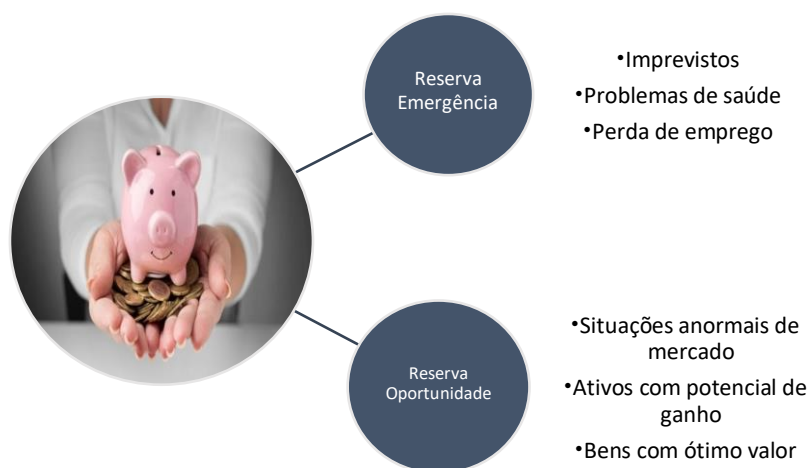 Reserva
Emergência
•Imprevistos
•Problemas de saúde
•Perda de emprego
Reserva
Oportunidade
•Situações anormais de
mercado
•Ativos com potencial de
ganho
•Bens com ótimo valor